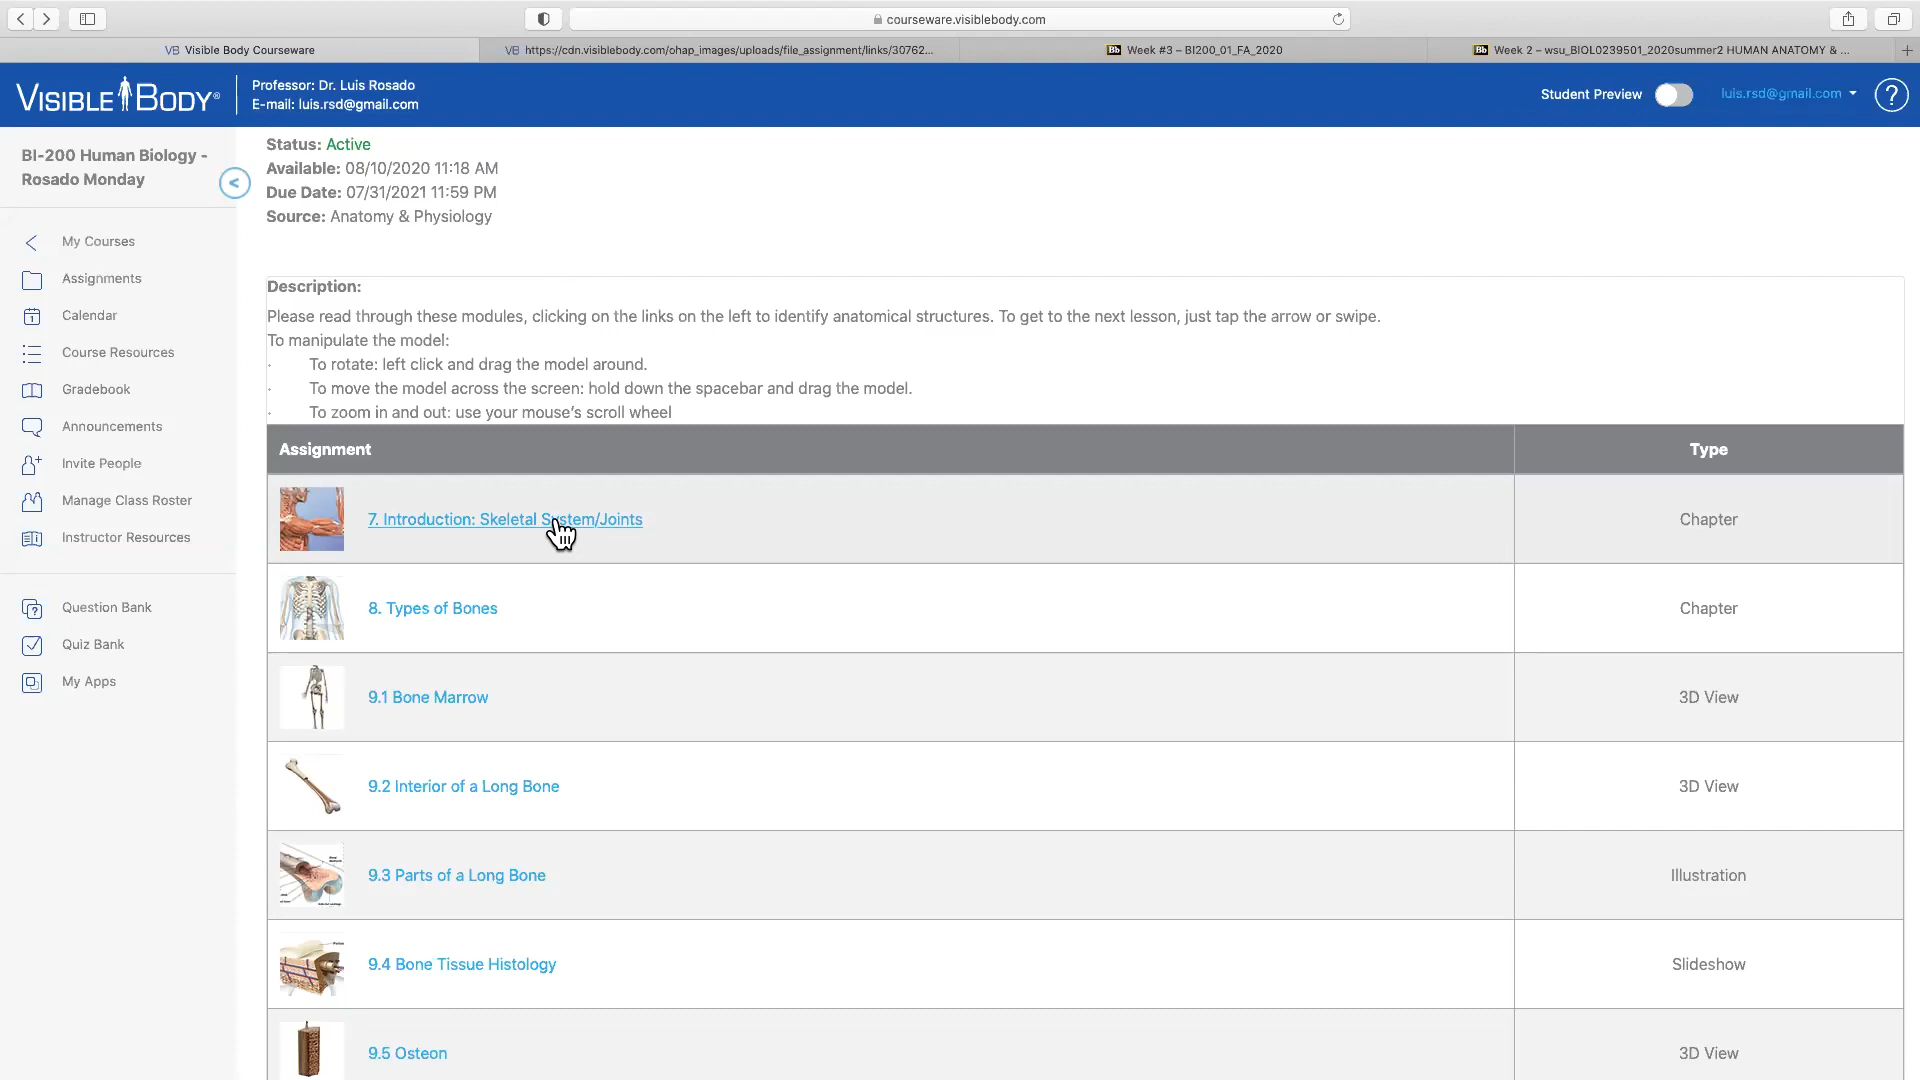 courseware.visiblebody.com
VB Visible Body Courseware
VB https://cdn.visiblebody.com/ohap_images/uploads/file_assignment/links/30762...
Bb Week #3 – BI200_01_FA_2020
Bb Week 2 – wsu_BIOL0239501_2020summer2 HUMAN ANATOMY & ...
VISIBLE BODY®
Professor: Dr. Luis Rosado
E-mail: luis.rsd@gmail.com
Student Preview
luis.rsd@gmail.com
?
BI-200 Human Biology -
Rosado Monday
<
My Courses
Assignments
Calendar
Course Resources
Gradebook
Announcements
Invite People
Manage Class Roster
Instructor Resources
Question Bank
Quiz Bank
My Apps
Status: Active
Available: 08/10/2020 11:18 AM
Due Date: 07/31/2021 11:59 PM
Source: Anatomy & Physiology
Description:
Please read through these modules, clicking on the links on the left to identify anatomical structures. To get to the next lesson, just tap the arrow or swipe.
To manipulate the model:
· To rotate: left click and drag the model around.
· To move the model across the screen: hold down the spacebar and drag the model.
· To zoom in and out: use your mouse's scroll wheel
Assignment Type
7. Introduction: Skeletal System/Joints Chapter
8. Types of Bones Chapter
9.1 Bone Marrow 3D View
9.2 Interior of a Long Bone 3D View
9.3 Parts of a Long Bone Illustration
9.4 Bone Tissue Histology Slideshow
9.5 Osteon 3D View